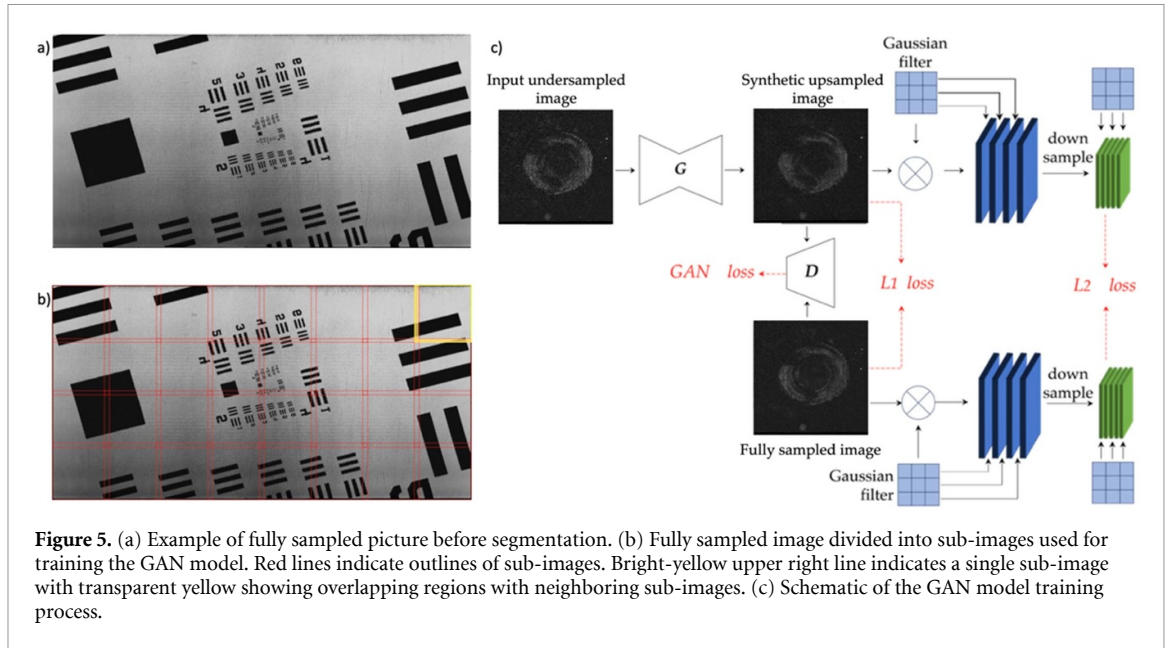 a)
b)
c)
Input undersampled
image
G
Synthetic upsampled
image
Gaussian
filter
down
sample
GAN loss
D
L1 loss
L2 loss
Fully sampled image
Gaussian
filter
down
sample
Figure 5. (a) Example of fully sampled picture before segmentation. (b) Fully sampled image divided into sub-images used for
training the GAN model. Red lines indicate outlines of sub-images. Bright-yellow upper right line indicates a single sub-image
with transparent yellow showing overlapping regions with neighboring sub-images. (c) Schematic of the GAN model training
process.